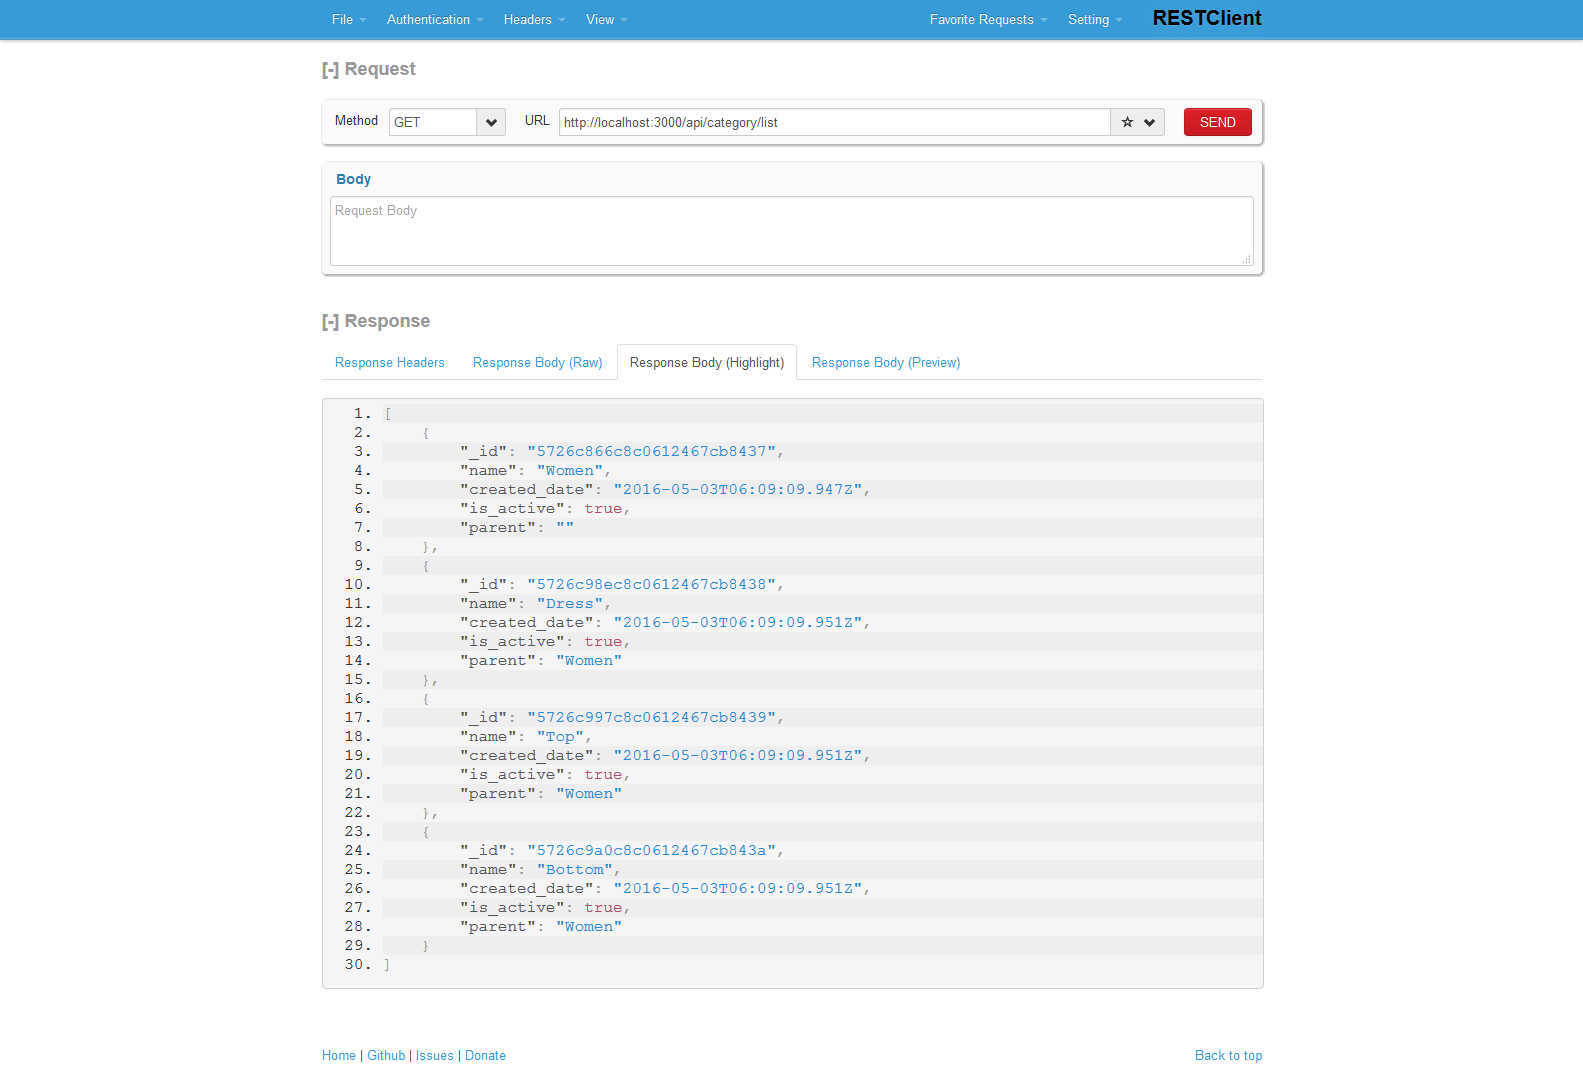 File Authentication Headers View Favorite Requests Setting RESTClient
[-] Request
Method GET URL http://localhost:3000/api/category/list SEND
Body
Request Body
[-] Response
Response Headers Response Body (Raw) Response Body (Highlight) Response Body (Preview)
1. [
2. {
3. "_id": "5726c866c8c0612467cb8437",
4. "name": "Women",
5. "created_date": "2016-05-03T06:09:09.947Z",
6. "is_active": true,
7. "parent": ""
8. },
9. {
10. "_id": "5726c98ec8c0612467cb8438",
11. "name": "Dress",
12. "created_date": "2016-05-03T06:09:09.951Z",
13. "is_active": true,
14. "parent": "Women"
15. },
16. {
17. "_id": "5726c997c8c0612467cb8439",
18. "name": "Top",
19. "created_date": "2016-05-03T06:09:09.951Z",
20. "is_active": true,
21. "parent": "Women"
22. },
23. {
24. "_id": "5726c9a0c8c0612467cb843a",
25. "name": "Bottom",
26. "created_date": "2016-05-03T06:09:09.951Z",
27. "is_active": true,
28. "parent": "Women"
29. }
30. ]
Home | Github | Issues | Donate Back to top